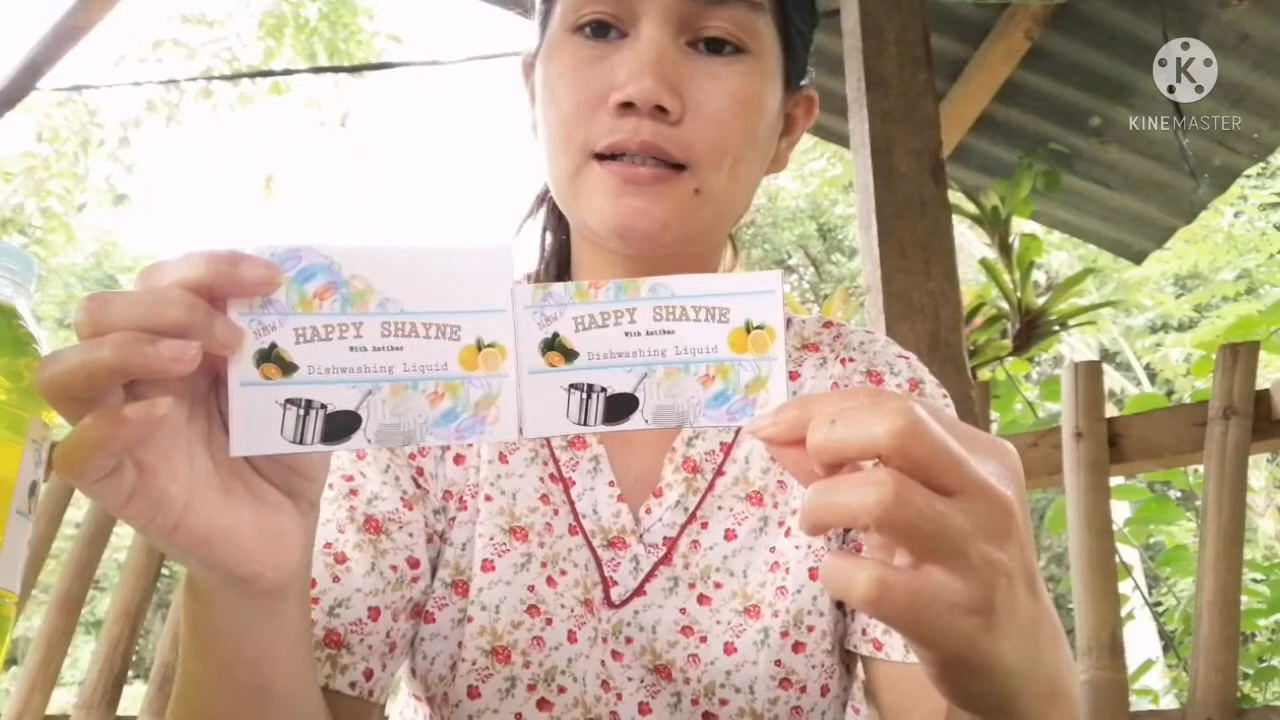 K
KINEMASTER
NEW!
HAPPY SHAYNE
With Antibac
Dishwashing Liquid
NEW!
HAPPY SHAYNE
With Antibac
Dishwashing Liquid